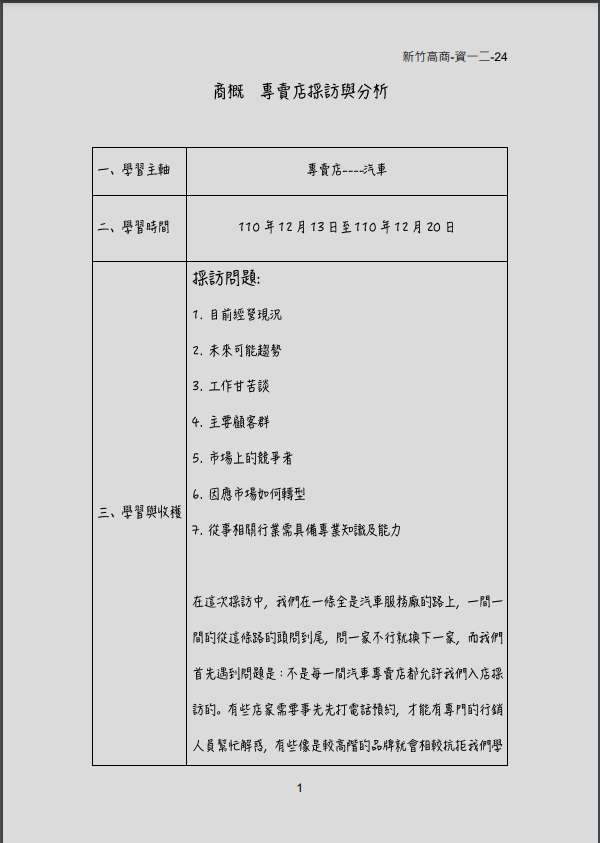 新竹高商-資一二-24
商概 專賣店採訪與分析
一、學習主軸
專賣店----汽車
二、學習時間
110 年 12 月 13 日至 110 年 12 月 20 日
三、學習與收穫
採訪問題:
1. 目前經營現況
2. 未來可能趨勢
3. 工作甘苦談
4. 主要顧客群
5. 市場上的競爭者
6. 因應市場如何轉型
7. 從事相關行業需具備專業知識及能力
在這次採訪中, 我們在一條全是汽車服務廠的路上, 一間一
間的從這條路的頭問到尾, 問一家不行就換下一家, 而我們
首先遇到問題是：不是每一間汽車專賣店都允許我們入店採
訪的。有些店家需要事先先打電話預約, 才能有專門的行銷
人員幫忙解惑, 有些像是較高階的品牌就會相較抗拒我們學
1